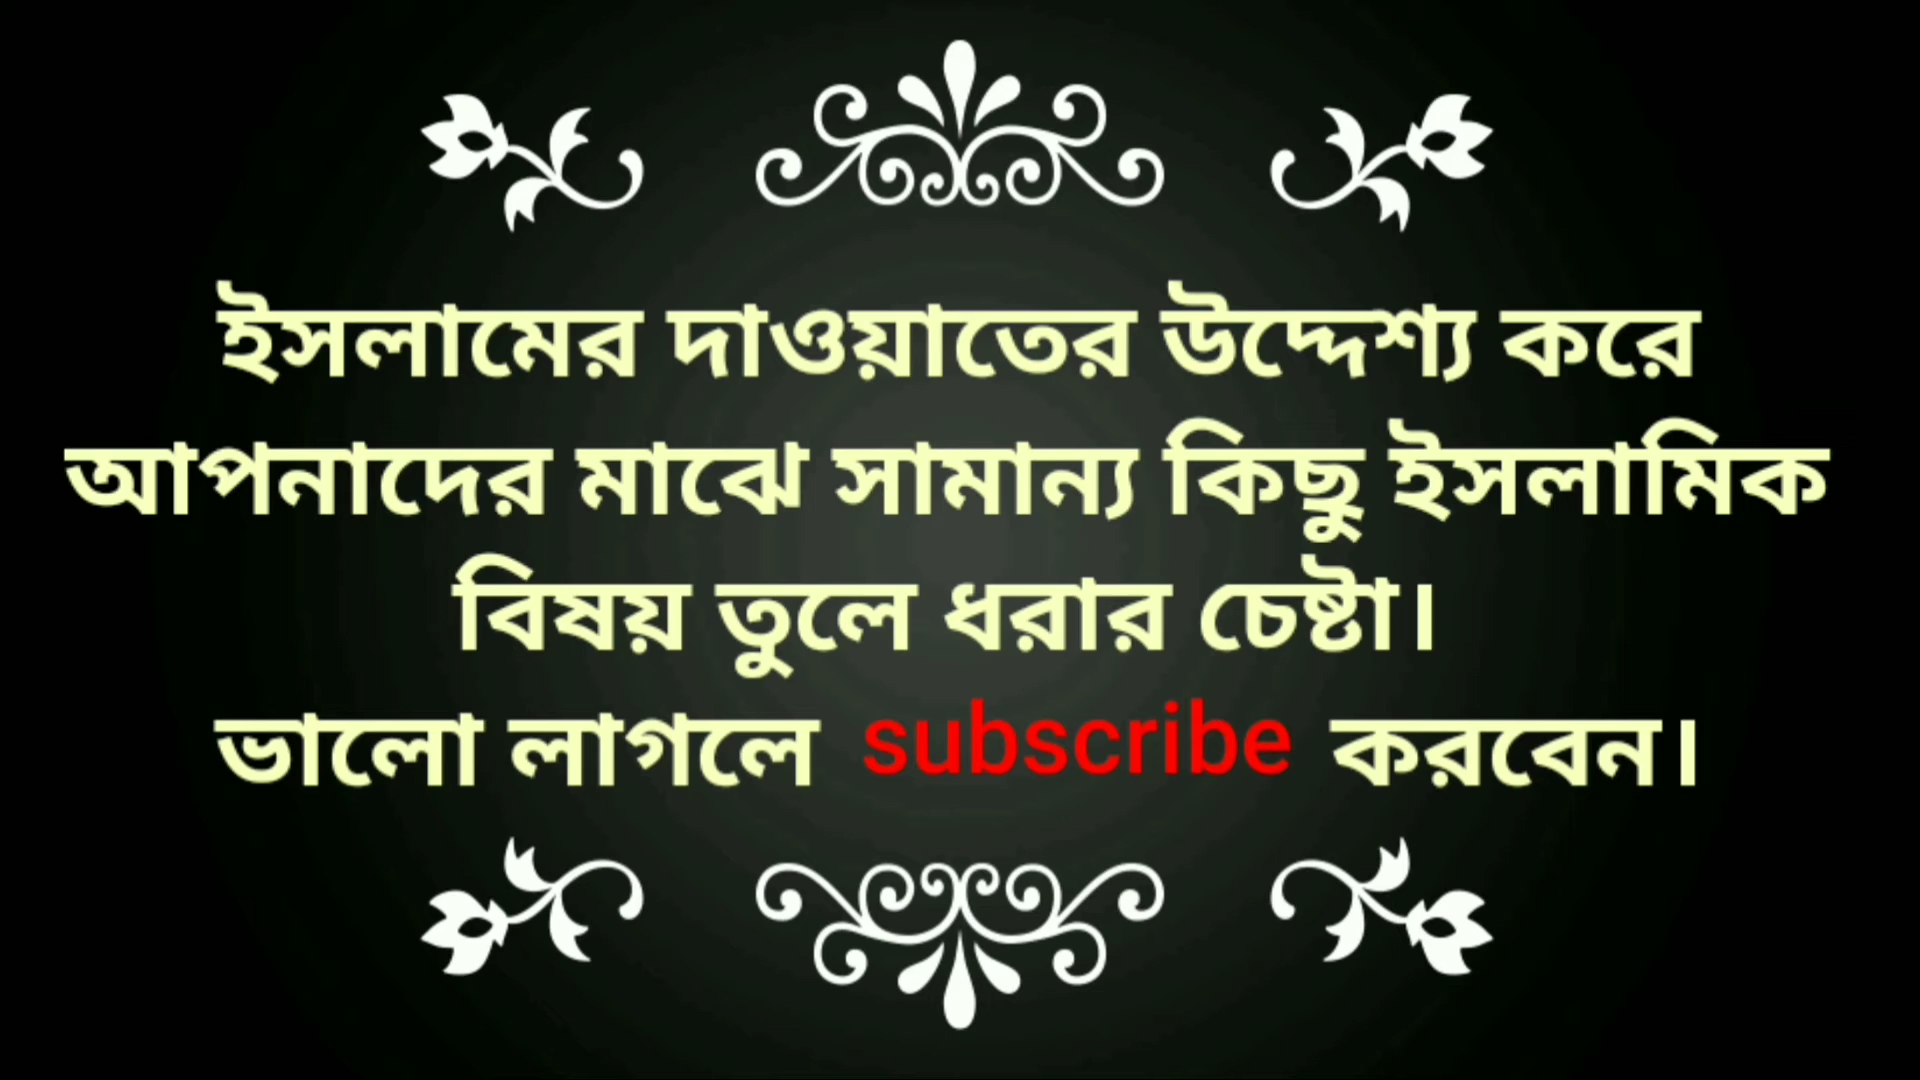 ইসলামের দাওয়াতের উদ্দেশ্য করে
আপনাদের মাঝে সামান্য কিছু ইসলামিক
বিষয় তুলে ধরার চেষ্টা।
ভালো লাগলে subscribe করবেন।